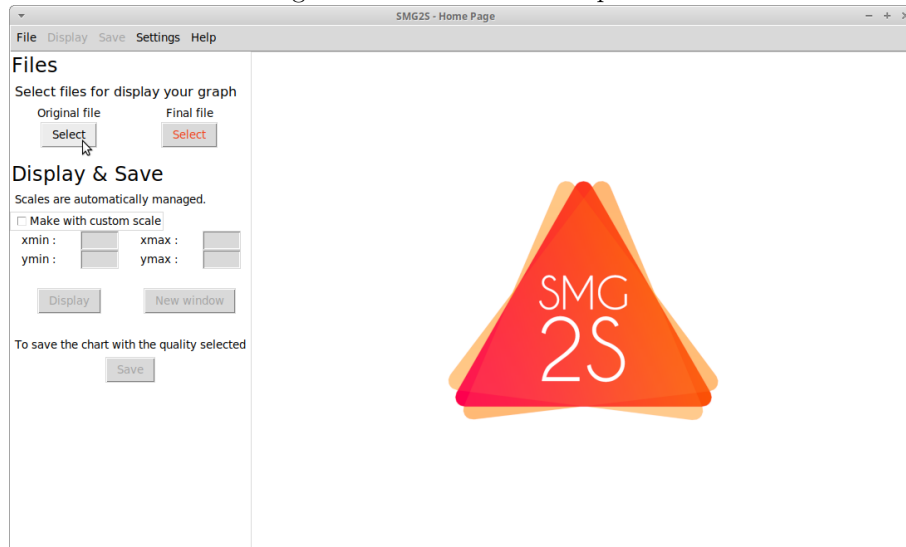 SMG2S - Home Page
File Display Save Settings Help
Files
Select files for display your graph
Original file Final file
Select Select
Display & Save
Scales are automatically managed.
Make with custom scale
xmin : xmax :
ymin : ymax :
Display New window
To save the chart with the quality selected
Save
SMG
2S